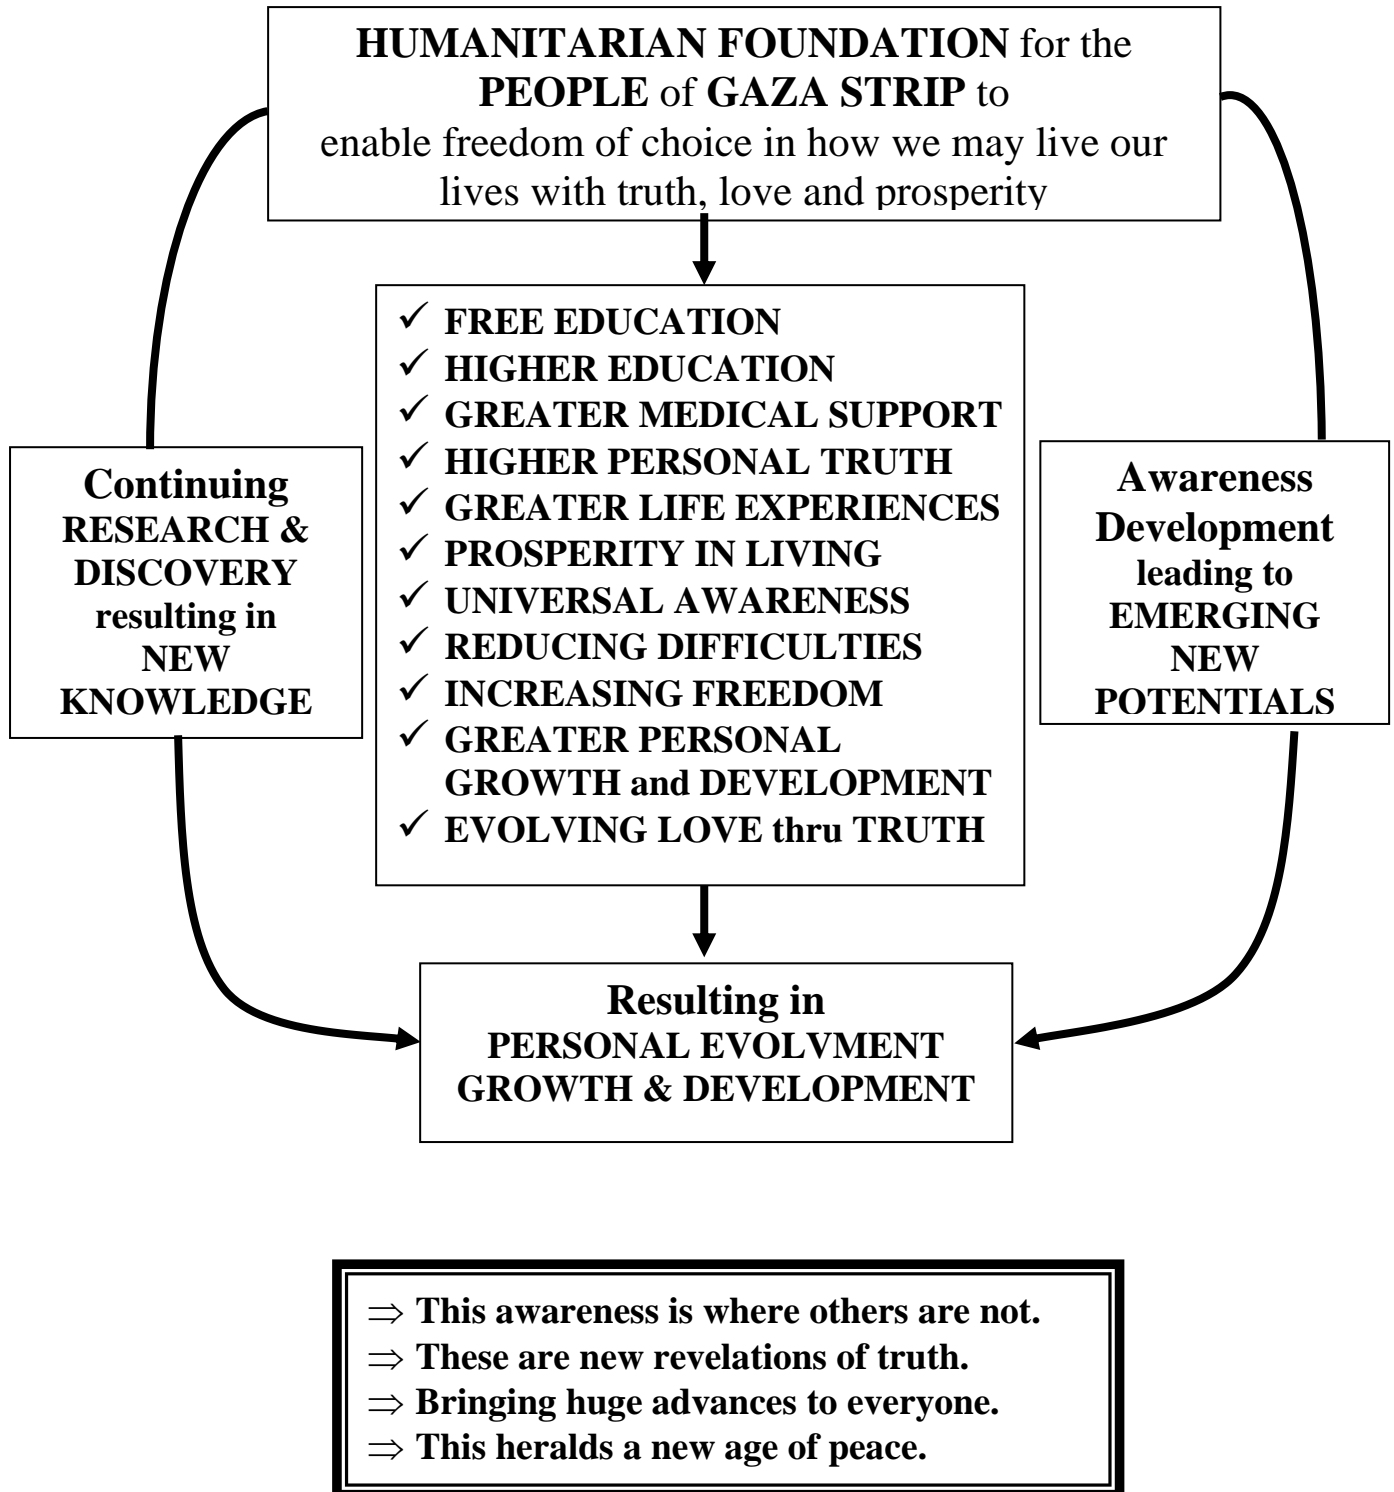 HUMANITARIAN FOUNDATION for the
PEOPLE of GAZA STRIP to
enable freedom of choice in how we may live our
lives with truth, love and prosperity
✓ FREE EDUCATION
✓ HIGHER EDUCATION
✓ GREATER MEDICAL SUPPORT
✓ HIGHER PERSONAL TRUTH
✓ GREATER LIFE EXPERIENCES
✓ PROSPERITY IN LIVING
✓ UNIVERSAL AWARENESS
✓ REDUCING DIFFICULTIES
✓ INCREASING FREEDOM
✓ GREATER PERSONAL
GROWTH and DEVELOPMENT
✓ EVOLVING LOVE thru TRUTH
Continuing
RESEARCH &
DISCOVERY
resulting in
NEW
KNOWLEDGE
Awareness
Development
leading to
EMERGING
NEW
POTENTIALS
Resulting in
PERSONAL EVOLVMENT
GROWTH & DEVELOPMENT
⇒ This awareness is where others are not.
⇒ These are new revelations of truth.
⇒ Bringing huge advances to everyone.
⇒ This heralds a new age of peace.